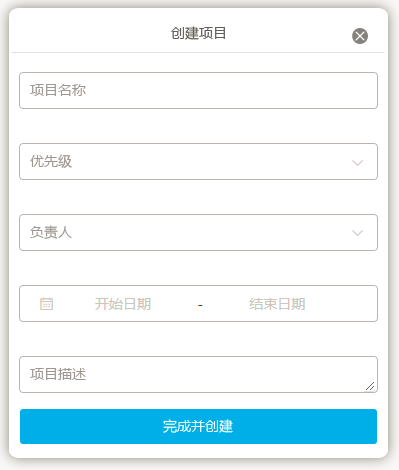 创建项目
项目名称
优先级
负责人
开始日期 - 结束日期
项目描述
完成并创建